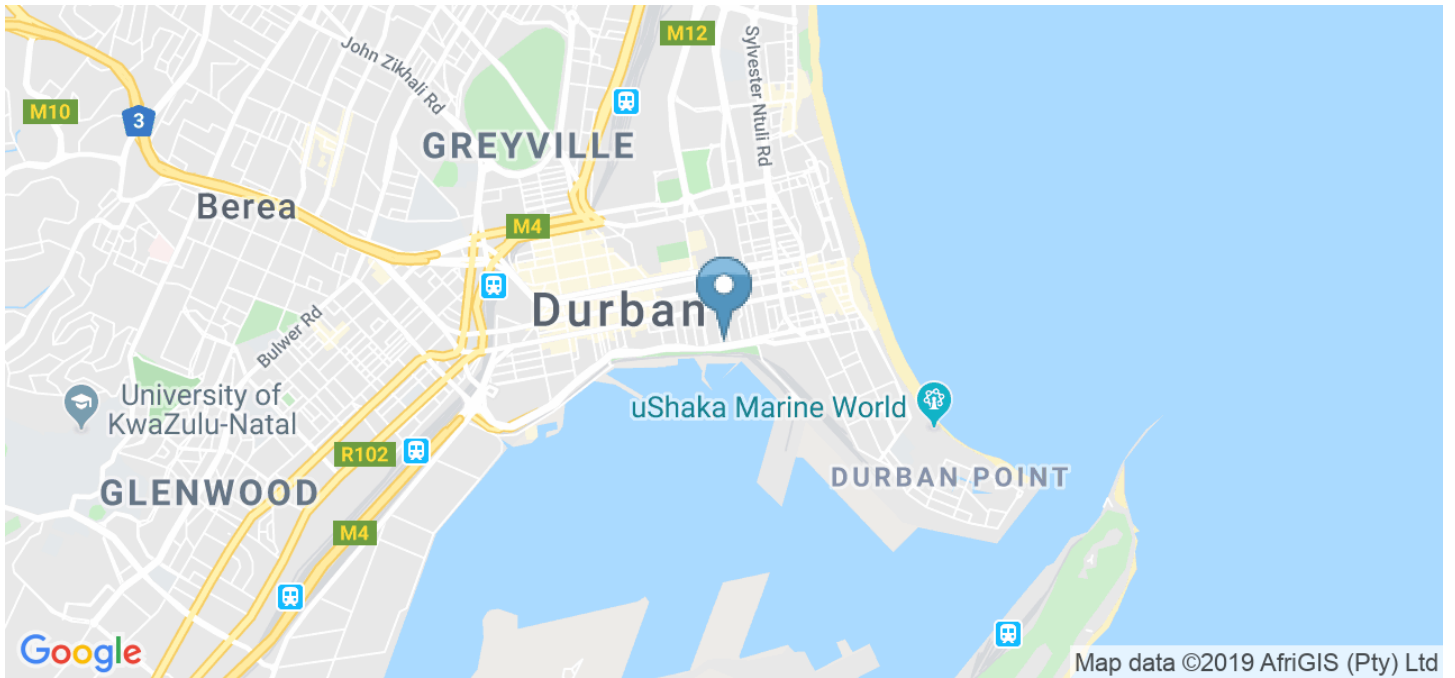 M12
John Zikhali Rd
Sylvester Ntuli Rd
M10
3
GREYVILLE
Berea
M4
Durban
Bulwer Rd
University of
KwaZulu-Natal
uShaka Marine World
R102
DURBAN POINT
GLENWOOD
M4
Google
Map data ©2019 AfriGIS (Pty) Ltd